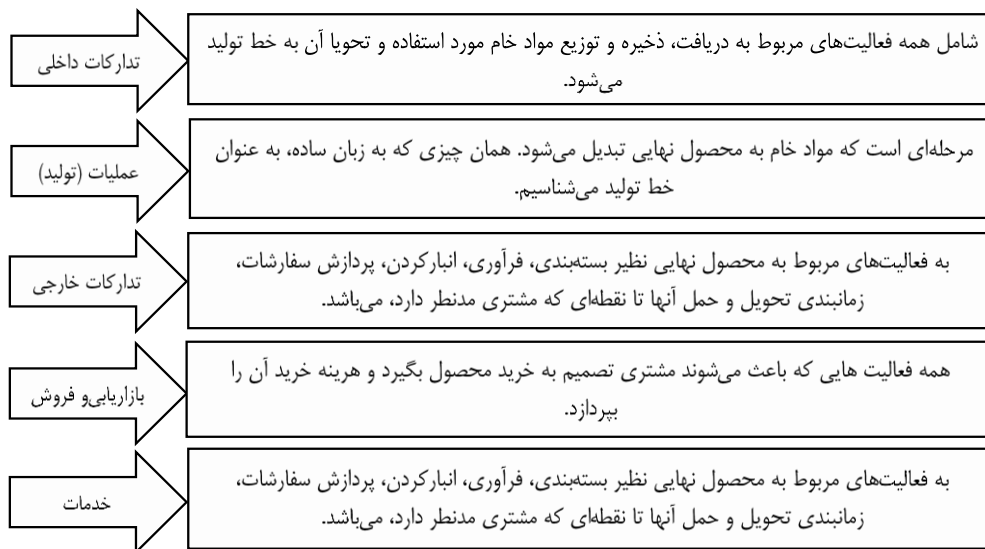 تدارکات داخلی
شامل همه فعالیت‌های مربوط به دریافت، ذخیره و توزیع مواد خام مورد استفاده و تحویا آن به خط تولید
می‌شود.
عملیات (تولید)
مرحله‌ای است که مواد خام به محصول نهایی تبدیل می‌شود. همان چیزی که به زبان ساده، به عنوان
خط تولید می‌شناسیم.
تدارکات خارجی
به فعالیت‌های مربوط به محصول نهایی نظیر بسته‌بندی، فرآوری، انبارکردن، پردازش سفارشات،
زمانبندی تحویل و حمل آنها تا نقطه‌ای که مشتری مدنطر دارد، می‌باشد.
بازاریابی‌و فروش
همه فعالیت هایی که باعث می‌شوند مشتری تصمیم به خرید محصول بگیرد و هرینه خرید آن را
بپردازد.
خدمات
به فعالیت‌های مربوط به محصول نهایی نظیر بسته‌بندی، فرآوری، انبارکردن، پردازش سفارشات،
زمانبندی تحویل و حمل آنها تا نقطه‌ای که مشتری مدنطر دارد، می‌باشد.